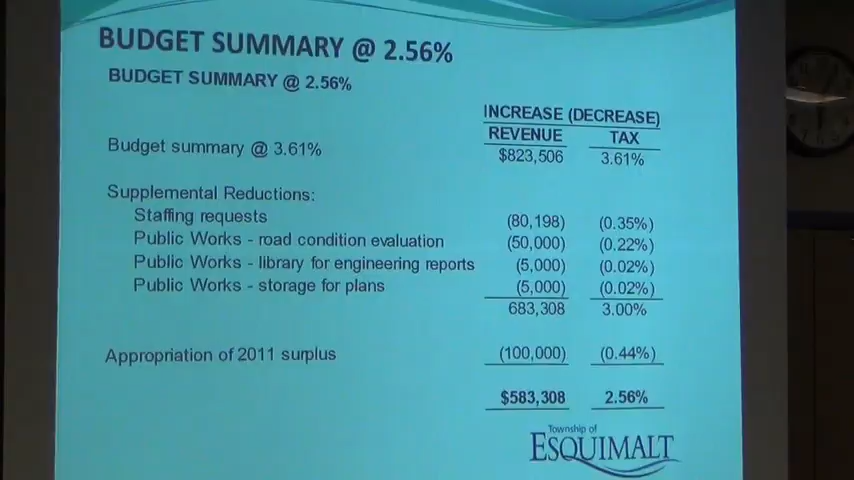 BUDGET SUMMARY @ 2.56%
BUDGET SUMMARY @ 2.56%
INCREASE (DECREASE)
REVENUE TAX
Budget summary @ 3.61% $823,506 3.61%
Supplemental Reductions:
Staffing requests (80,198) (0.35%)
Public Works - road condition evaluation (50,000) (0.22%)
Public Works - library for engineering reports (5,000) (0.02%)
Public Works - storage for plans (5,000) (0.02%)
683,308 3.00%
Appropriation of 2011 surplus (100,000) (0.44%)
$583,308 2.56%
Township of
ESQUIMALT